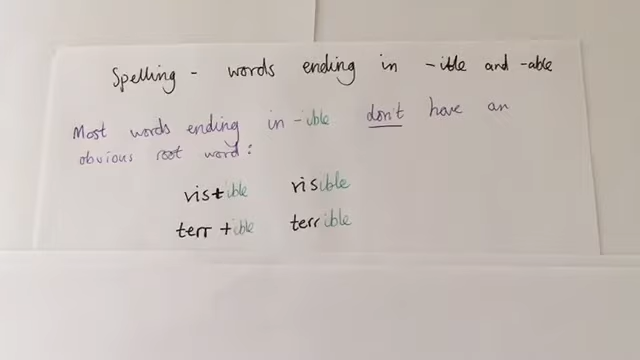 Spelling - words ending in -ible and -able
Most words ending in -ible don't have an
obvious root word:
vis+ible visible
terr +ible terrible